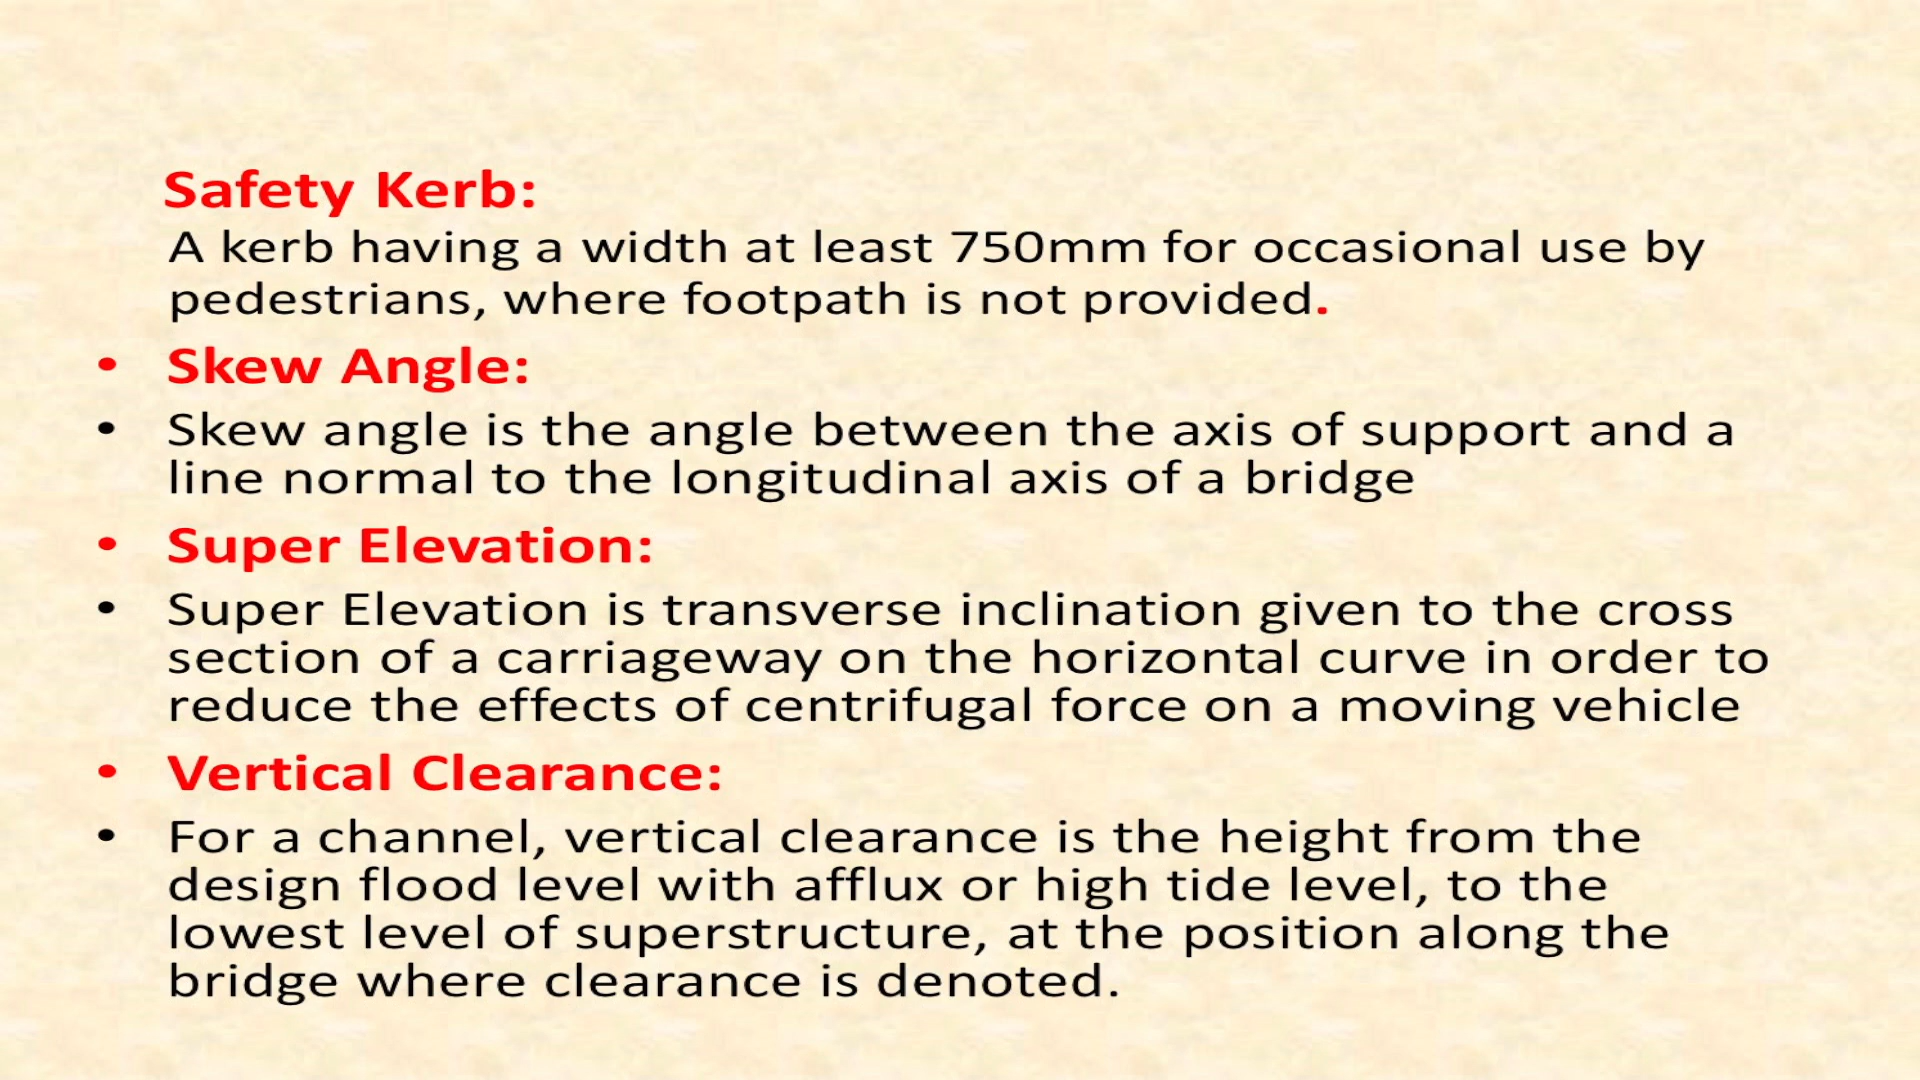 Safety Kerb:
A kerb having a width at least 750mm for occasional use by
pedestrians, where footpath is not provided.
• Skew Angle:
• Skew angle is the angle between the axis of support and a
line normal to the longitudinal axis of a bridge
• Super Elevation:
• Super Elevation is transverse inclination given to the cross
section of a carriageway on the horizontal curve in order to
reduce the effects of centrifugal force on a moving vehicle
• Vertical Clearance:
• For a channel, vertical clearance is the height from the
design flood level with afflux or high tide level, to the
lowest level of superstructure, at the position along the
bridge where clearance is denoted.